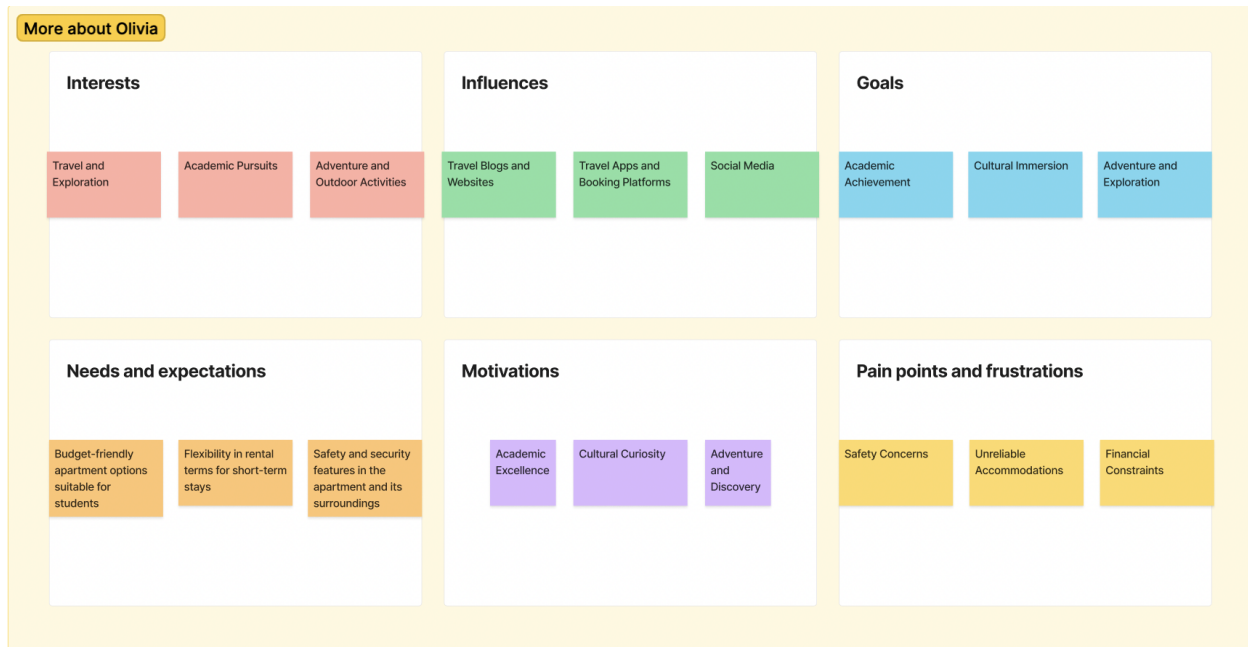 More about Olivia
Interests
Travel and
Exploration
Academic Pursuits
Adventure and
Outdoor Activities
Influences
Travel Blogs and
Websites
Travel Apps and
Booking Platforms
Social Media
Goals
Academic
Achievement
Cultural Immersion
Adventure and
Exploration
Needs and expectations
Budget-friendly
apartment options
suitable for
students
Flexibility in rental
terms for short-term
stays
Safety and security
features in the
apartment and its
surroundings
Motivations
Academic
Excellence
Cultural Curiosity
Adventure
and
Discovery
Pain points and frustrations
Safety Concerns
Unreliable
Accommodations
Financial
Constraints